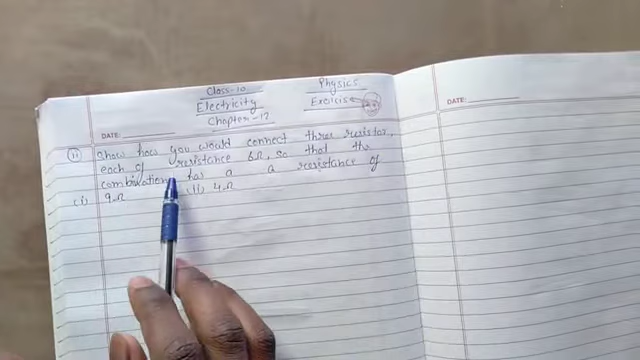 Class-10 Physics
Electricity Exercise
Chapter-12
DATE:
DATE:
11 Show how you would connect three resistor,
each of resistance 6Ω, so that the
combination has a a resistance of
(i) 9Ω (ii) 4Ω